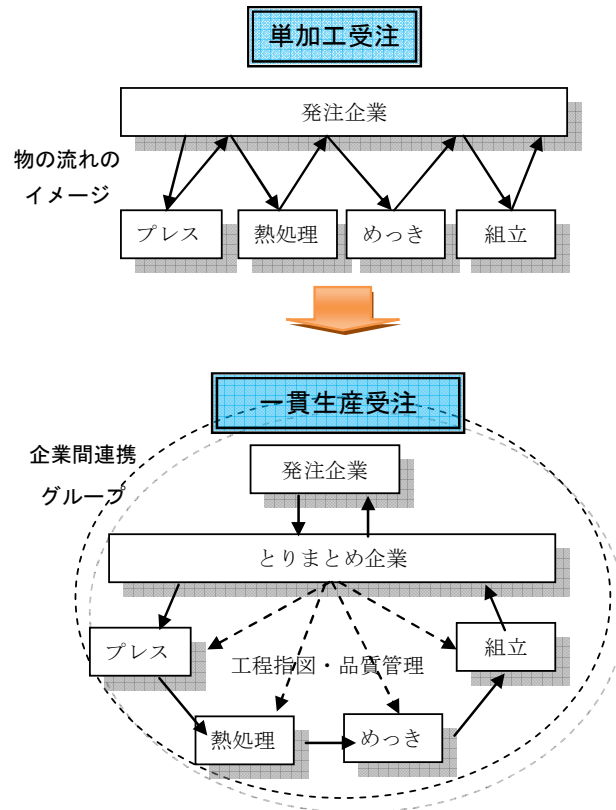 単加工受注
発注企業
物の流れの
イメージ
プレス
熱処理
めっき
組立
一貫生産受注
企業間連携
グループ
発注企業
とりまとめ企業
プレス
工程指図・品質管理
組立
熱処理
めっき